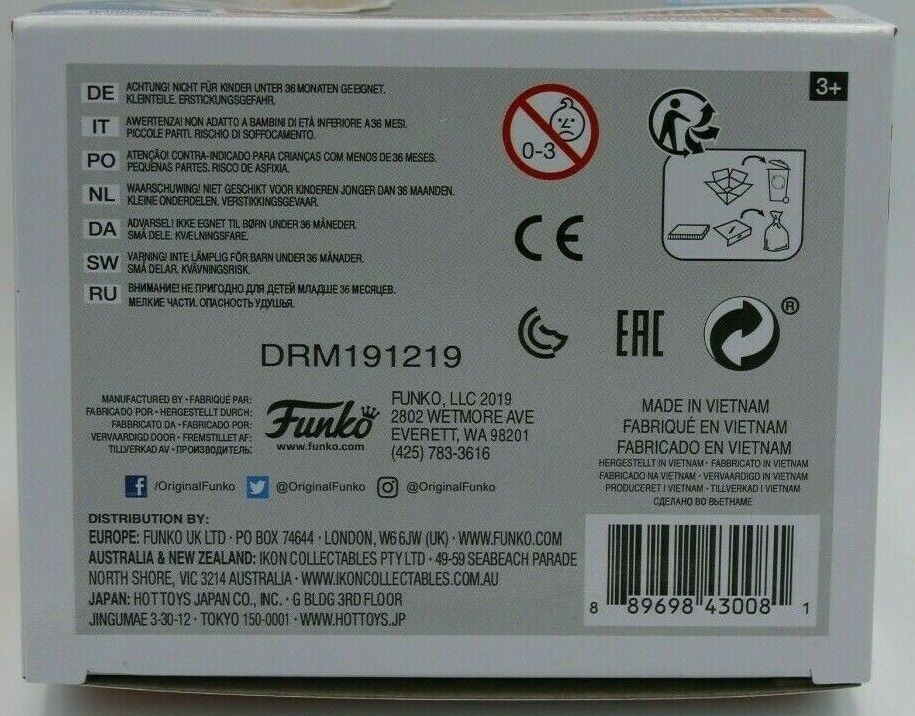 3+
DE ACHTUNG! NICHT FÜR KINDER UNTER 36 MONATEN GEEIGNET.
KLEINTEILE. ERSTICKUNGSGEFAHR.
IT AWERTENZA! NON ADATTO A BAMBINI DI ETÀ INFERIORE A 36 MESI.
PICCOLE PARTI. RISCHIO DI SOFFOCAMENTO.
PO ATENÇÃO! CONTRA-INDICADO PARA CRIANÇAS COM MENOS DE 36 MESES.
PEQUENAS PARTES. RISCO DE ASFIXIA.
NL WAARSCHUWING! NIET GESCHIKT VOOR KINDEREN JONGER DAN 36 MAANDEN.
KLEINE ONDERDELEN. VERSTIKKINGSGEVAAR.
DA ADVARSEL! IKKE EGNET TIL BØRN UNDER 36 MÅNEDER.
SMÅ DELE. KVÆLNINGSFARE.
SW VARNING! INTE LÄMPLIG FÖR BARN UNDER 36 MÅNADER.
SMÅ DELAR. KVÄVNINGSRISK.
RU ВНИМАНИЕ! НЕ ПРИГОДНО ДЛЯ ДЕТЕЙ МЛАДШЕ 36 МЕСЯЦЕВ.
МЕЛКИЕ ЧАСТИ. ОПАСНОСТЬ УДУШЬЯ.
0-3
CE
EAC
®
DRM191219
MANUFACTURED BY • FABRIQUÉ PAR:
FABRICADO POR • HERGESTELLT DURCH:
FABBRICATO DA • FABRICADO POR:
VERVAARDIGD DOOR • FREMSTILLET AF:
TILLVERKAD AV • ПРОИЗВОДИТЕЛЬ:
Funko
www.funko.com
FUNKO, LLC 2019
2802 WETMORE AVE
EVERETT, WA 98201
(425) 783-3616
MADE IN VIETNAM
FABRIQUÉ EN VIETNAM
FABRICADO EN VIETNAM
HERGESTELLT IN VIETNAM • FABBRICATO IN VIETNAM
FABRICADO NA VIETNAM • VERVAARDIGD IN VIETNAM
PRODUCERET I VIETNAM • TILLVERKAD I VIETNAM
СДЕЛАНО ВО ВЬЕТНАМЕ
/OriginalFunko @OriginalFunko @OriginalFunko
DISTRIBUTION BY:
EUROPE: FUNKO UK LTD • PO BOX 74644 • LONDON, W6 6JW (UK) • WWW.FUNKO.COM
AUSTRALIA & NEW ZEALAND: IKON COLLECTABLES PTY LTD • 49-59 SEABEACH PARADE
NORTH SHORE, VIC 3214 AUSTRALIA • WWW.IKONCOLLECTABLES.COM.AU
JAPAN: HOT TOYS JAPAN CO., INC. • G BLDG 3RD FLOOR
JINGUMAE 3-30-12 • TOKYO 150-0001 • WWW.HOTTOYS.JP
8 89698 43008 1